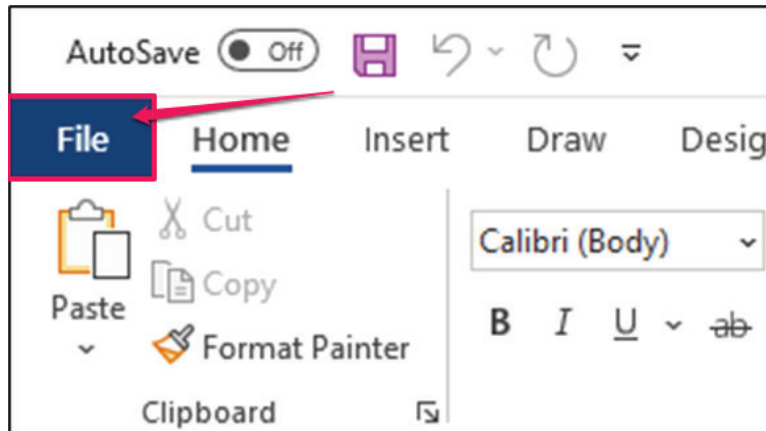 AutoSave Off
File Home Insert Draw Desig
Cut
Calibri (Body)
Copy
Paste
B I U ab
Format Painter
Clipboard